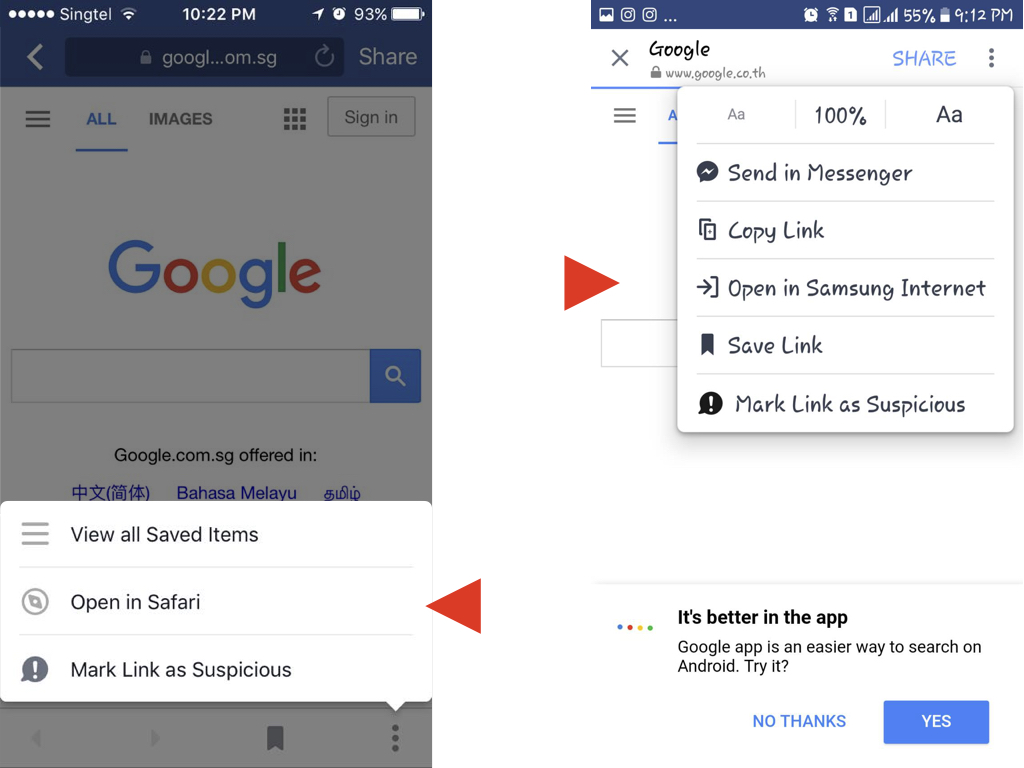 Singtel 10:22 PM 93%
googl...om.sg Share
ALL IMAGES Sign in
Google
Google.com.sg offered in:
中文(简体) Bahasa Melayu தமிழ்
View all Saved Items
Open in Safari
Mark Link as Suspicious
... 1 55% 9:12 PM
Google
www.google.co.th
SHARE
A
Aa 100% Aa
Send in Messenger
Copy Link
Open in Samsung Internet
Save Link
Mark Link as Suspicious
It's better in the app
Google app is an easier way to search on
Android. Try it?
NO THANKS YES